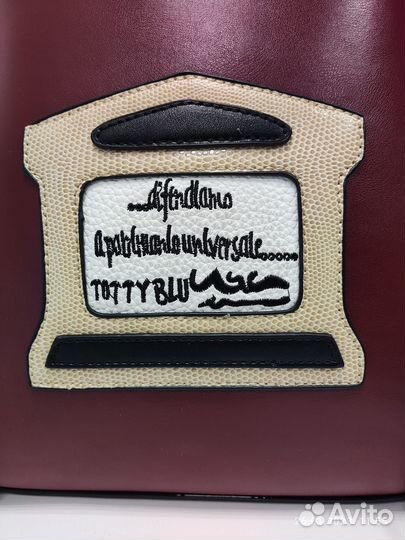 ...difendiamo
patrimonio universale.....
TOTTY BLU
Avito